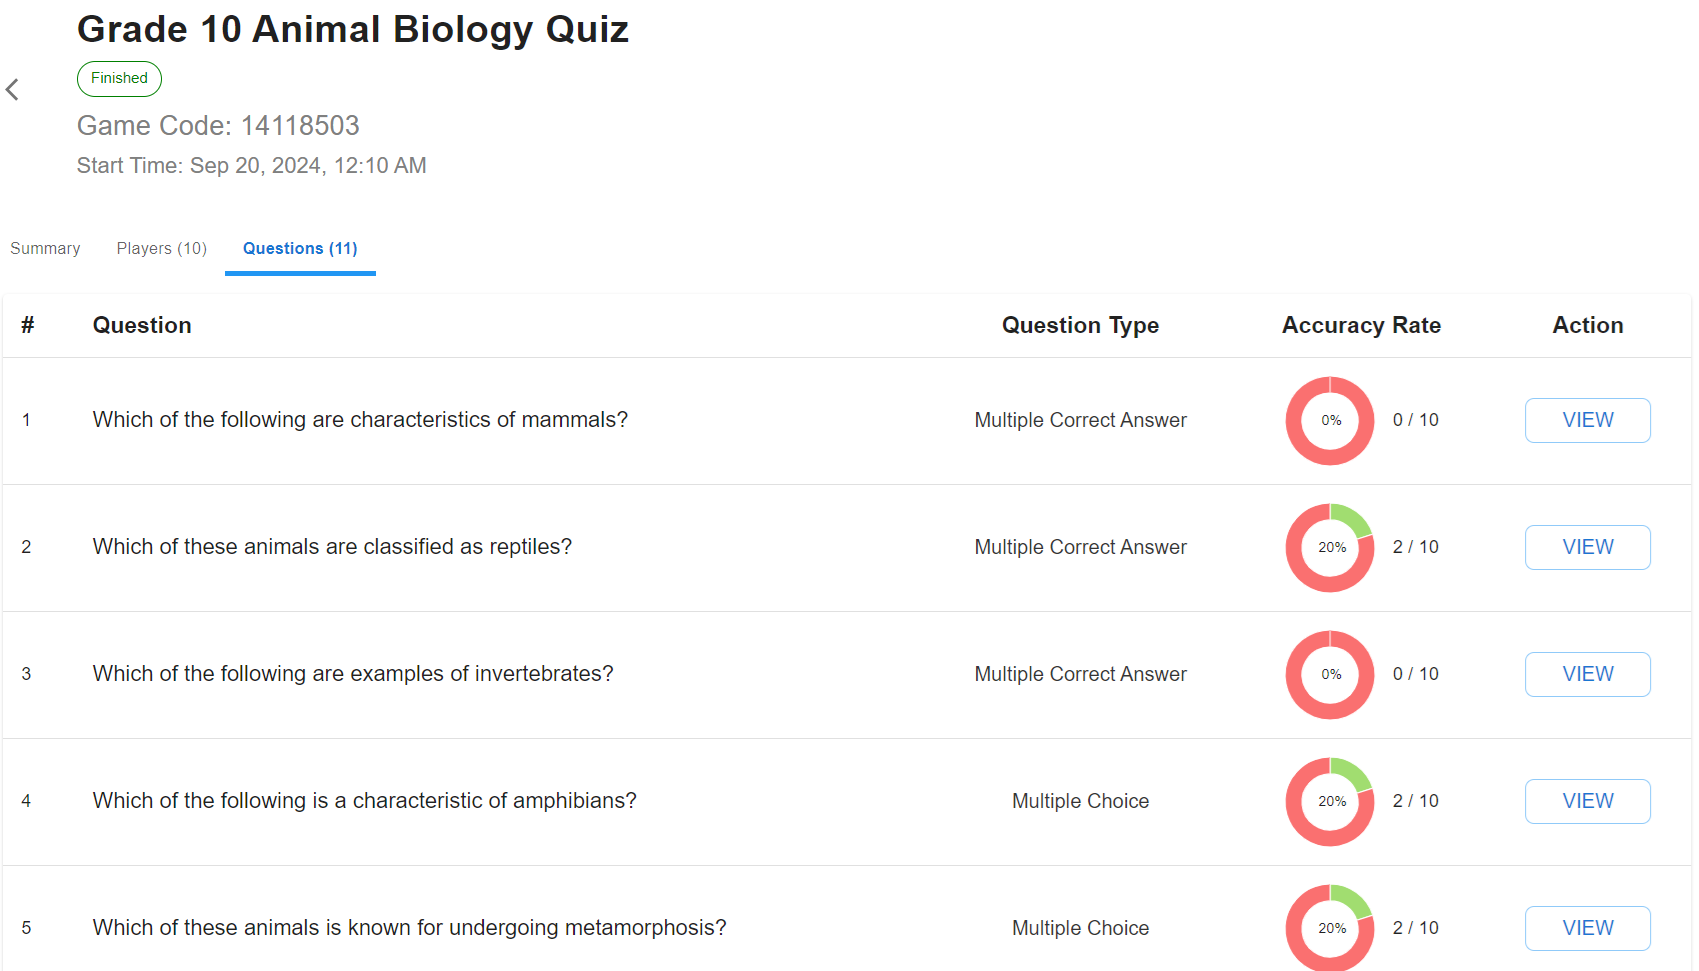 Grade 10 Animal Biology Quiz
Finished
Game Code: 14118503
Start Time: Sep 20, 2024, 12:10 AM
Summary Players (10) Questions (11)
# Question Question Type Accuracy Rate Action
1 Which of the following are characteristics of mammals? Multiple Correct Answer 0% 0 / 10 VIEW
2 Which of these animals are classified as reptiles? Multiple Correct Answer 20% 2 / 10 VIEW
3 Which of the following are examples of invertebrates? Multiple Correct Answer 0% 0 / 10 VIEW
4 Which of the following is a characteristic of amphibians? Multiple Choice 20% 2 / 10 VIEW
5 Which of these animals is known for undergoing metamorphosis? Multiple Choice 20% 2 / 10 VIEW